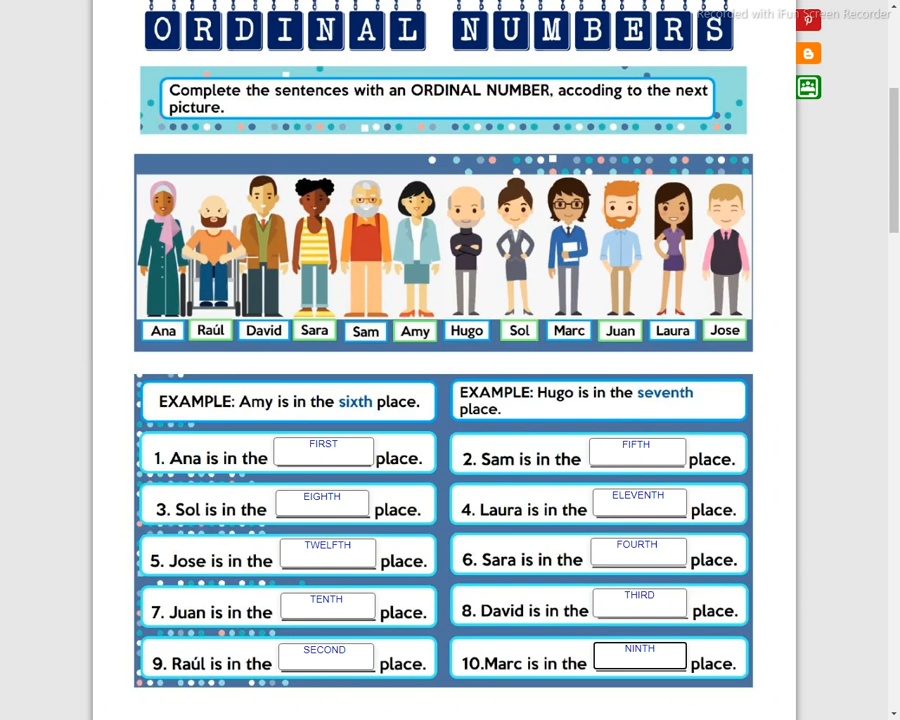 Recorded with iFun Screen Recorder
ORDINAL NUMBERS
Complete the sentences with an ORDINAL NUMBER, accoding to the next
picture.
Ana Raúl David Sara Sam Amy Hugo Sol Marc Juan Laura Jose
EXAMPLE: Amy is in the sixth place.
EXAMPLE: Hugo is in the seventh
place.
1. Ana is in the FIRST place.
2. Sam is in the FIFTH place.
3. Sol is in the EIGHTH place.
4. Laura is in the ELEVENTH place.
5. Jose is in the TWELFTH place.
6. Sara is in the FOURTH place.
7. Juan is in the TENTH place.
8. David is in the THIRD place.
9. Raúl is in the SECOND place.
10.Marc is in the NINTH place.